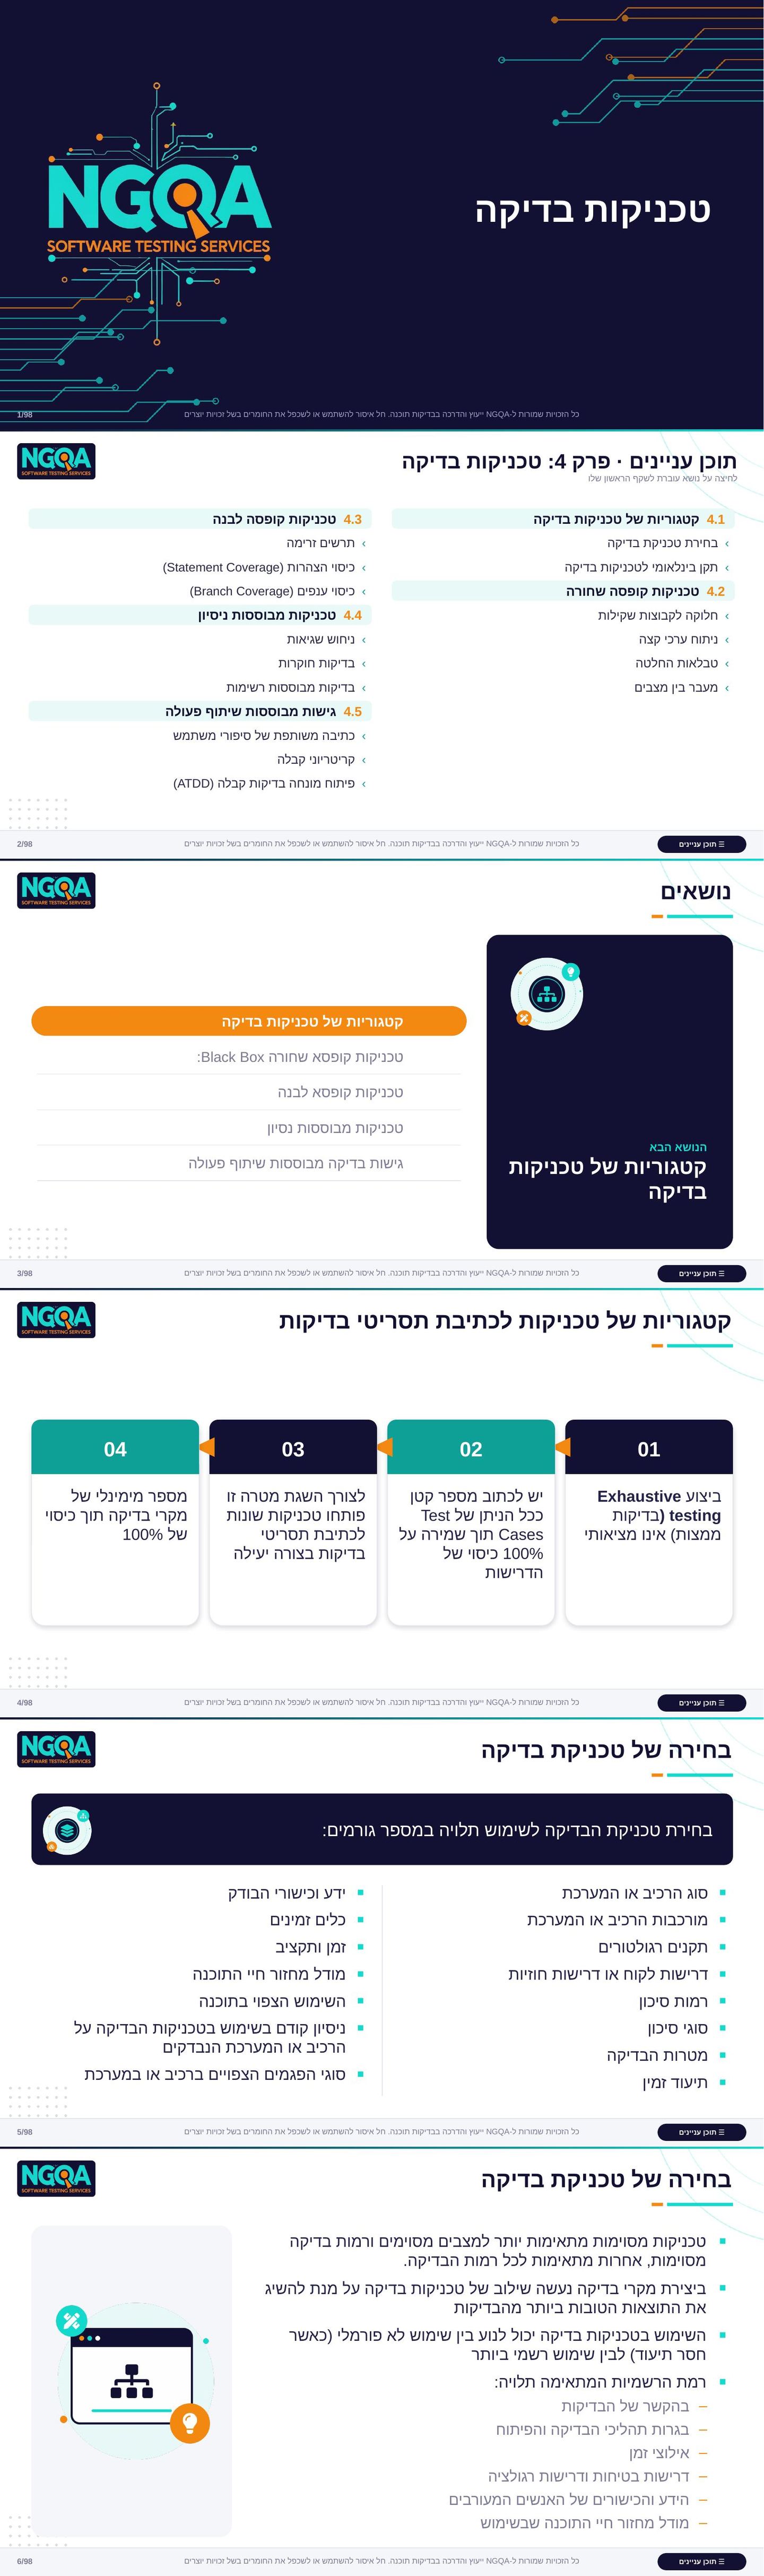 NGQA
SOFTWARE TESTING SERVICES
טכניקות בדיקה
כל הזכויות שמורות ל-NGQA ייעוץ והדרכה בבדיקות תוכנה. חל איסור להשתמש או לשכפל את החומרים בשל זכויות יוצרים
1/98
NGQA
SOFTWARE TESTING SERVICES
תוכן עניינים · פרק 4: טכניקות בדיקה
לחיצה על נושא עוברת לשקף הראשון שלו
4.1 קטגוריות של טכניקות בדיקה
‹ בחירת טכניקת בדיקה
‹ תקן בינלאומי לטכניקות בדיקה
4.2 טכניקות קופסה שחורה
‹ חלוקה לקבוצות שקילות
‹ ניתוח ערכי קצה
‹ טבלאות החלטה
‹ מעבר בין מצבים
4.3 טכניקות קופסה לבנה
‹ תרשים זרימה
‹ כיסוי הצהרות (Statement Coverage)
‹ כיסוי ענפים (Branch Coverage)
4.4 טכניקות מבוססות ניסיון
‹ ניחוש שגיאות
‹ בדיקות חוקרות
‹ בדיקות מבוססות רשימות
4.5 גישות מבוססות שיתוף פעולה
‹ כתיבה משותפת של סיפורי משתמש
‹ קריטריוני קבלה
‹ פיתוח מונחה בדיקות קבלה (ATDD)
☰ תוכן עניינים
כל הזכויות שמורות ל-NGQA ייעוץ והדרכה בבדיקות תוכנה. חל איסור להשתמש או לשכפל את החומרים בשל זכויות יוצרים
2/98
NGQA
SOFTWARE TESTING SERVICES
נושאים
הנושא הבא
קטגוריות של טכניקות
בדיקה
קטגוריות של טכניקות בדיקה
טכניקות קופסא שחורה Black Box:
טכניקות קופסא לבנה
טכניקות מבוססות נסיון
גישות בדיקה מבוססות שיתוף פעולה
☰ תוכן עניינים
כל הזכויות שמורות ל-NGQA ייעוץ והדרכה בבדיקות תוכנה. חל איסור להשתמש או לשכפל את החומרים בשל זכויות יוצרים
3/98
NGQA
SOFTWARE TESTING SERVICES
קטגוריות של טכניקות לכתיבת תסריטי בדיקות
01
ביצוע Exhaustive
testing (בדיקות
ממצות) אינו מציאותי
02
יש לכתוב מספר קטן
ככל הניתן של Test
Cases תוך שמירה על
100% כיסוי של
הדרישות
03
לצורך השגת מטרה זו
פותחו טכניקות שונות
לכתיבת תסריטי
בדיקות בצורה יעילה
04
מספר מימינלי של
מקרי בדיקה תוך כיסוי
של 100%
☰ תוכן עניינים
כל הזכויות שמורות ל-NGQA ייעוץ והדרכה בבדיקות תוכנה. חל איסור להשתמש או לשכפל את החומרים בשל זכויות יוצרים
4/98
NGQA
SOFTWARE TESTING SERVICES
בחירה של טכניקת בדיקה
בחירת טכניקת הבדיקה לשימוש תלויה במספר גורמים:
סוג הרכיב או המערכת
מורכבות הרכיב או המערכת
תקנים רגולטורים
דרישות לקוח או דרישות חוזיות
רמות סיכון
סוגי סיכון
מטרות הבדיקה
תיעוד זמין
ידע וכישורי הבודק
כלים זמינים
זמן ותקציב
מודל מחזור חיי התוכנה
השימוש הצפוי בתוכנה
ניסיון קודם בשימוש בטכניקות הבדיקה על
הרכיב או המערכת הנבדקים
סוגי הפגמים הצפויים ברכיב או במערכת
☰ תוכן עניינים
כל הזכויות שמורות ל-NGQA ייעוץ והדרכה בבדיקות תוכנה. חל איסור להשתמש או לשכפל את החומרים בשל זכויות יוצרים
5/98
NGQA
SOFTWARE TESTING SERVICES
בחירה של טכניקת בדיקה
טכניקות מסוימות מתאימות יותר למצבים מסוימים ורמות בדיקה
מסוימות, אחרות מתאימות לכל רמות הבדיקה.
ביצירת מקרי בדיקה נעשה שילוב של טכניקות בדיקה על מנת להשיג
את התוצאות הטובות ביותר מהבדיקות
השימוש בטכניקות בדיקה יכול לנוע בין שימוש לא פורמלי (כאשר
חסר תיעוד) לבין שימוש רשמי ביותר
רמת הרשמיות המתאימה תלויה:
– בהקשר של הבדיקות
– בגרות תהליכי הבדיקה והפיתוח
– אילוצי זמן
– דרישות בטיחות ודרישות רגולציה
– הידע והכישורים של האנשים המעורבים
– מודל מחזור חיי התוכנה שבשימוש
☰ תוכן עניינים
כל הזכויות שמורות ל-NGQA ייעוץ והדרכה בבדיקות תוכנה. חל איסור להשתמש או לשכפל את החומרים בשל זכויות יוצרים
6/98